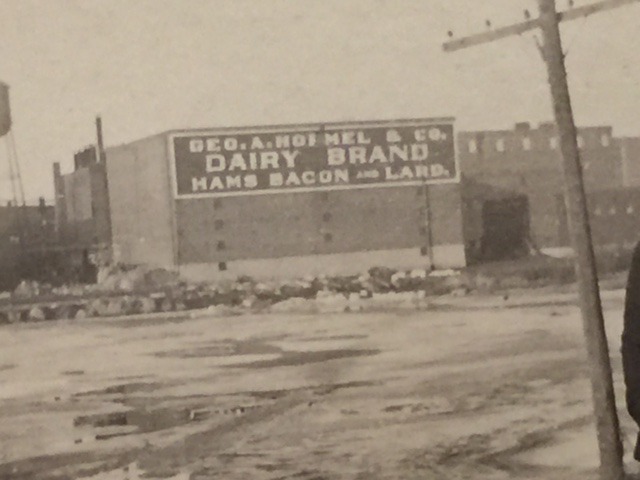 GEO. A. HORMEL & CO.
DAIRY BRAND
HAMS BACON AND LARD.